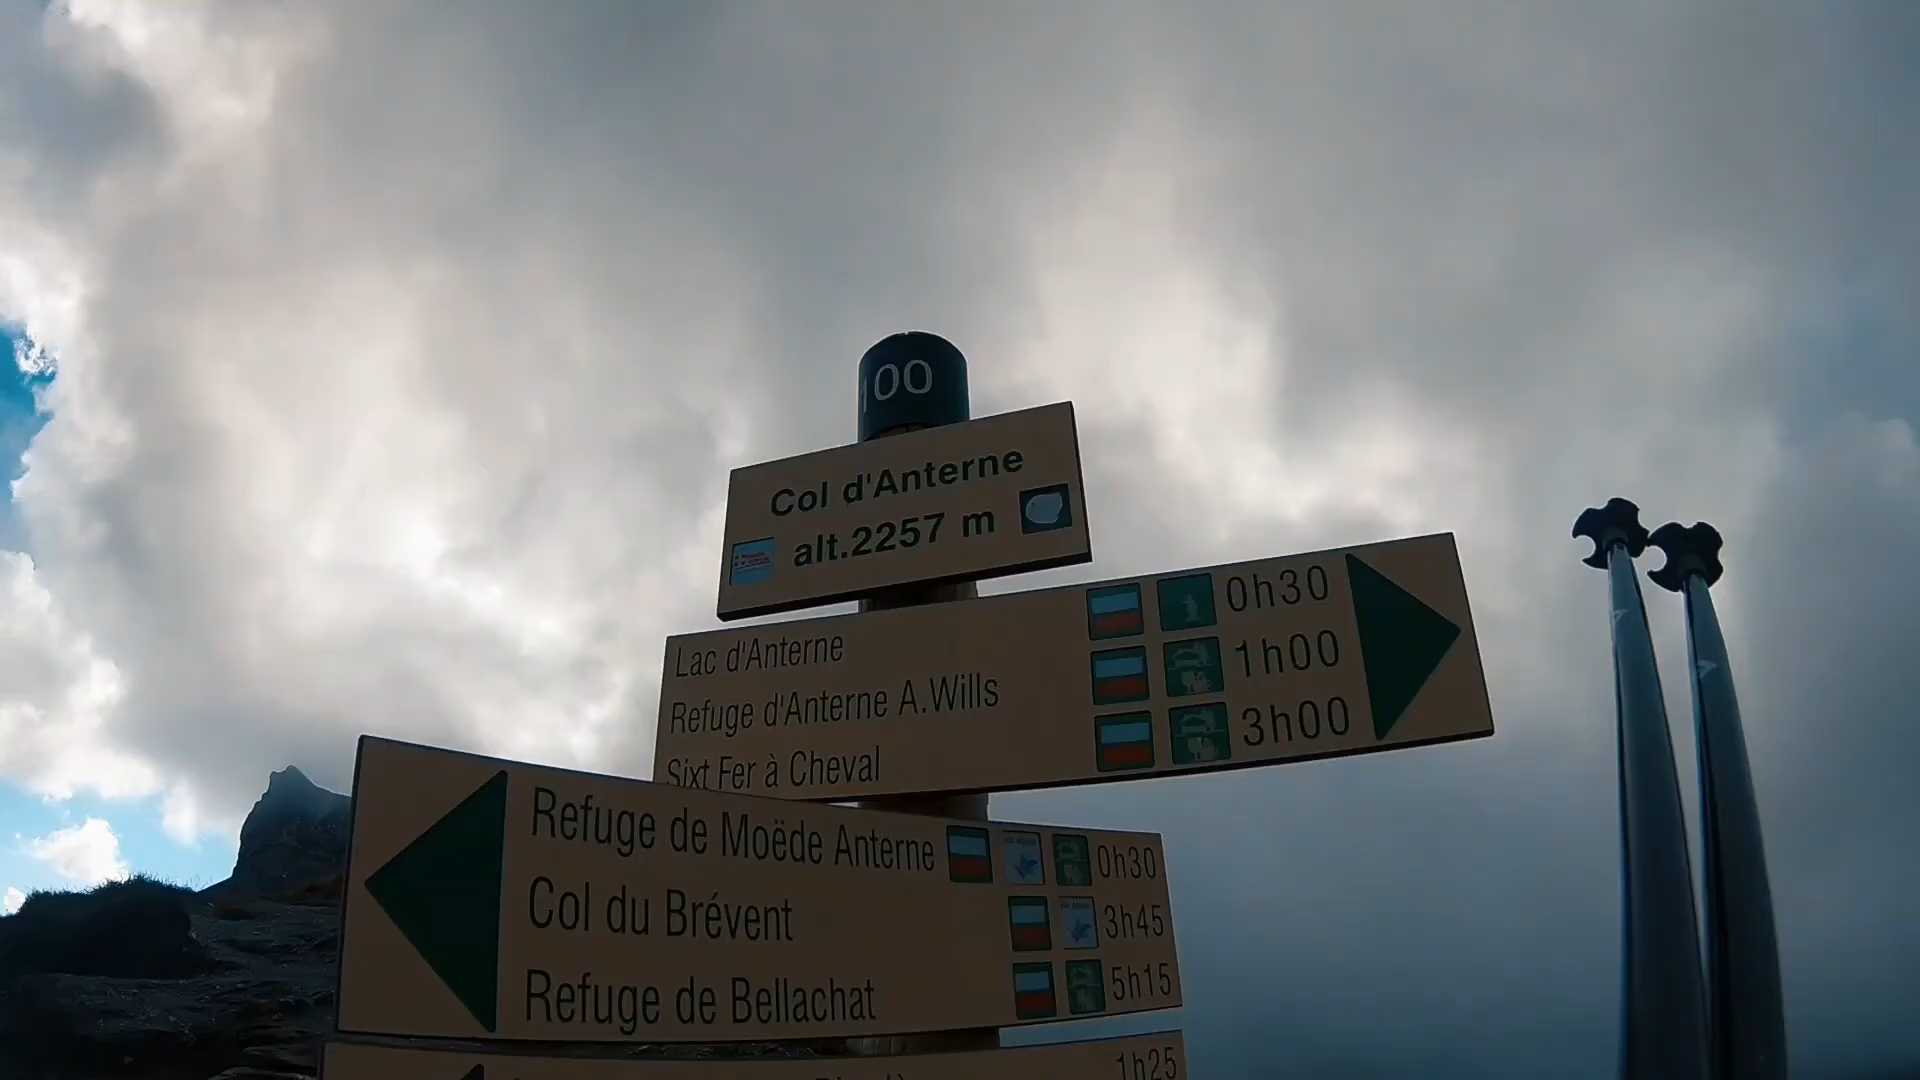 100
Col d'Anterne
alt.2257 m
Lac d'Anterne 0h30
Refuge d'Anterne A.Wills 1h00
Sixt Fer à Cheval 3h00
Refuge de Moëde Anterne 0h30
Col du Brévent 3h45
Refuge de Bellachat 5h15
1h25